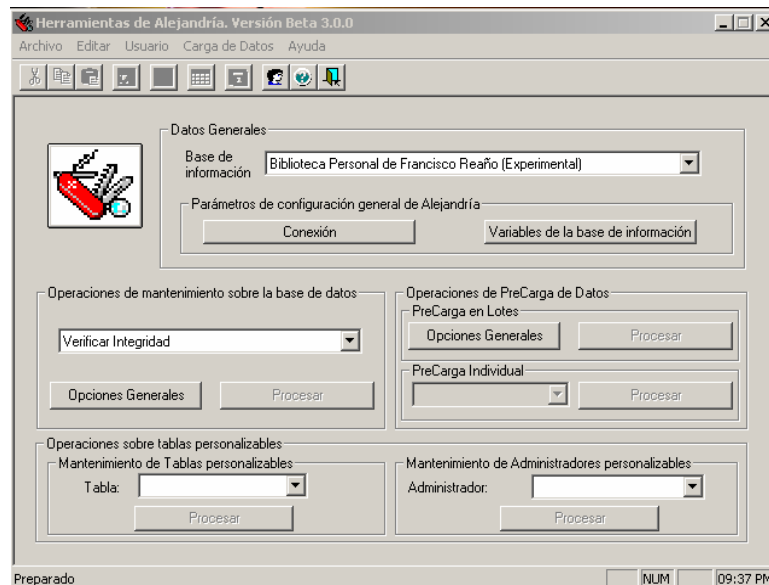 Herramientas de Alejandría. Versión Beta 3.0.0
Archivo Editar Usuario Carga de Datos Ayuda
Datos Generales
Base de
información
Biblioteca Personal de Francisco Reaño (Experimental)
Parámetros de configuración general de Alejandría
Conexión Variables de la base de información
Operaciones de mantenimiento sobre la base de datos
Verificar Integridad
Opciones Generales Procesar
Operaciones de PreCarga de Datos
PreCarga en Lotes
Opciones Generales Procesar
PreCarga Individual
Procesar
Operaciones sobre tablas personalizables
Mantenimiento de Tablas personalizables
Tabla:
Procesar
Mantenimiento de Administradores personalizables
Administrador:
Procesar
Preparado NUM 09:37 PM